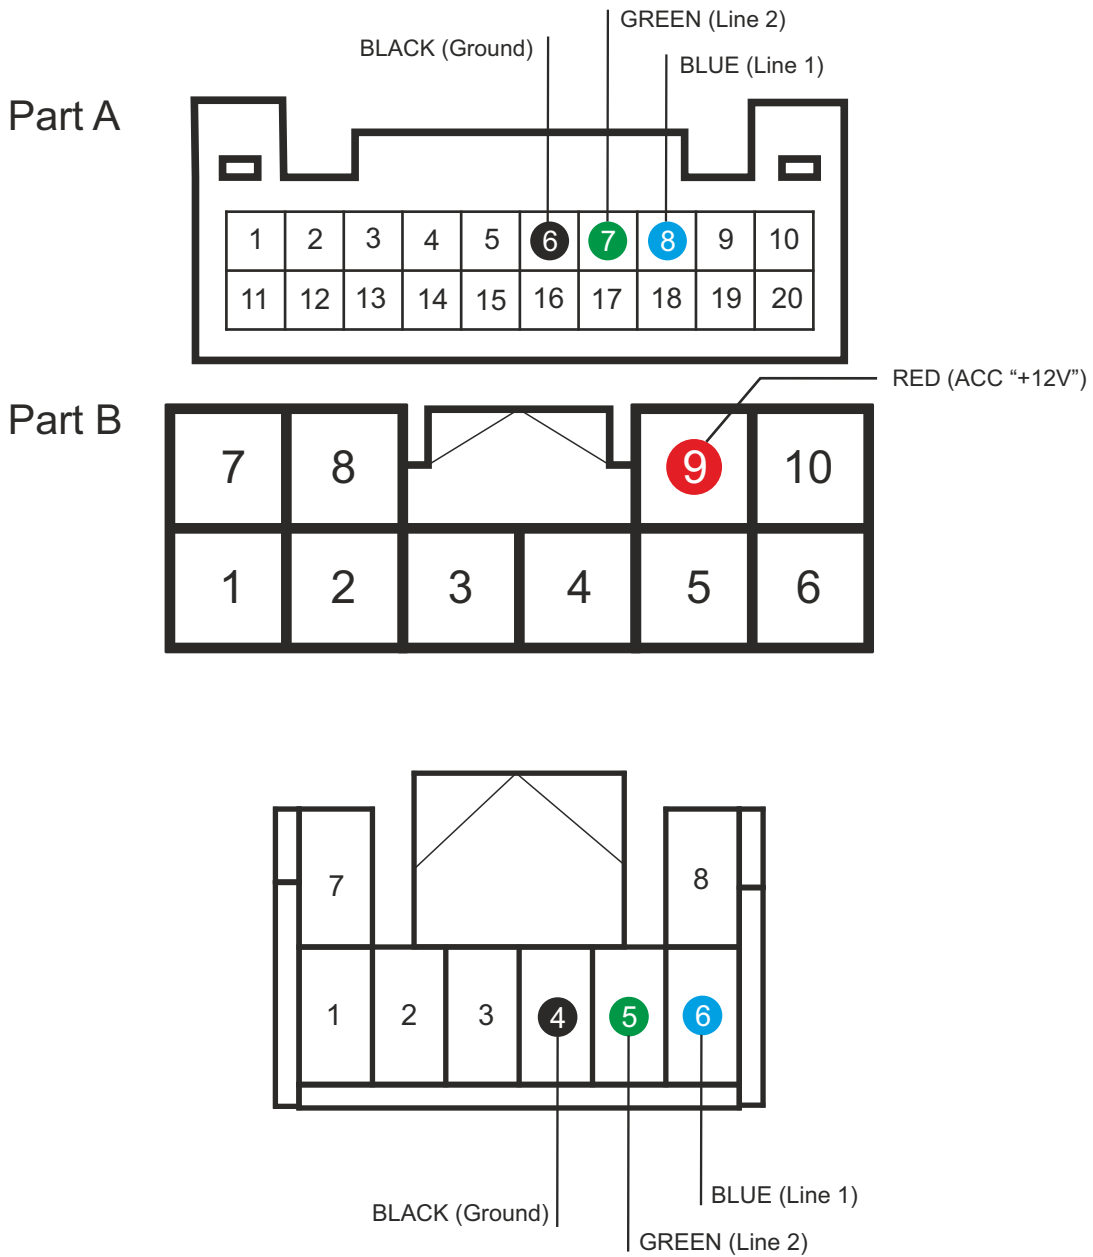 GREEN (Line 2)
BLACK (Ground)
BLUE (Line 1)
Part A
1 2 3 4 5 6 7 8 9 10
11 12 13 14 15 16 17 18 19 20
RED (ACC “+12V”)
Part B
7 8 9 10
1 2 3 4 5 6
7 8
1 2 3 4 5 6
BLUE (Line 1)
BLACK (Ground)
GREEN (Line 2)